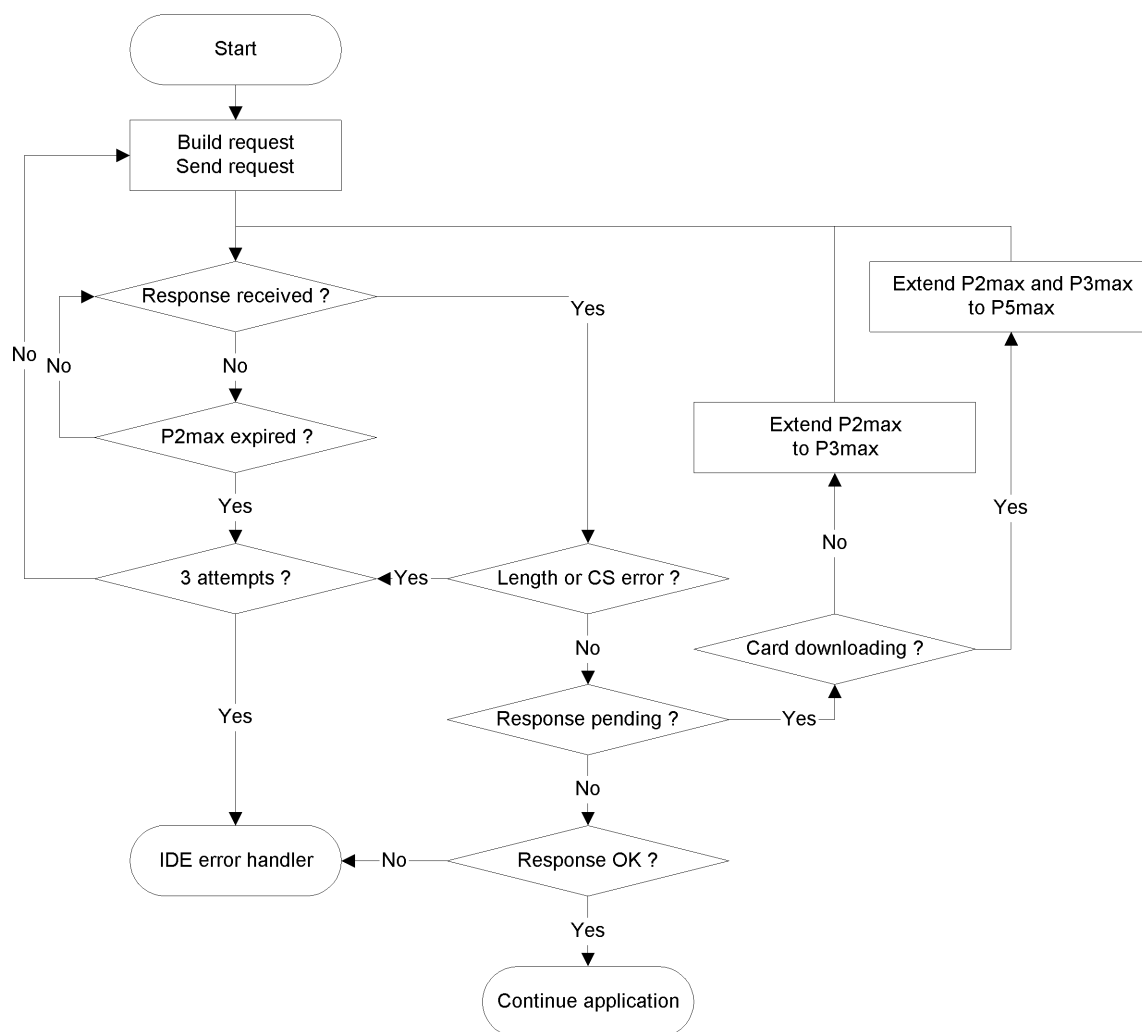 Start
Build request
Send request
Response received ?
Yes
Extend P2max and P3max
to P5max
No
No
No
P2max expired ?
Extend P2max
to P3max
Yes
Yes
No
3 attempts ?
Yes
Length or CS error ?
No
Card downloading ?
Yes
Response pending ?
Yes
No
IDE error handler
No
Response OK ?
Yes
Continue application